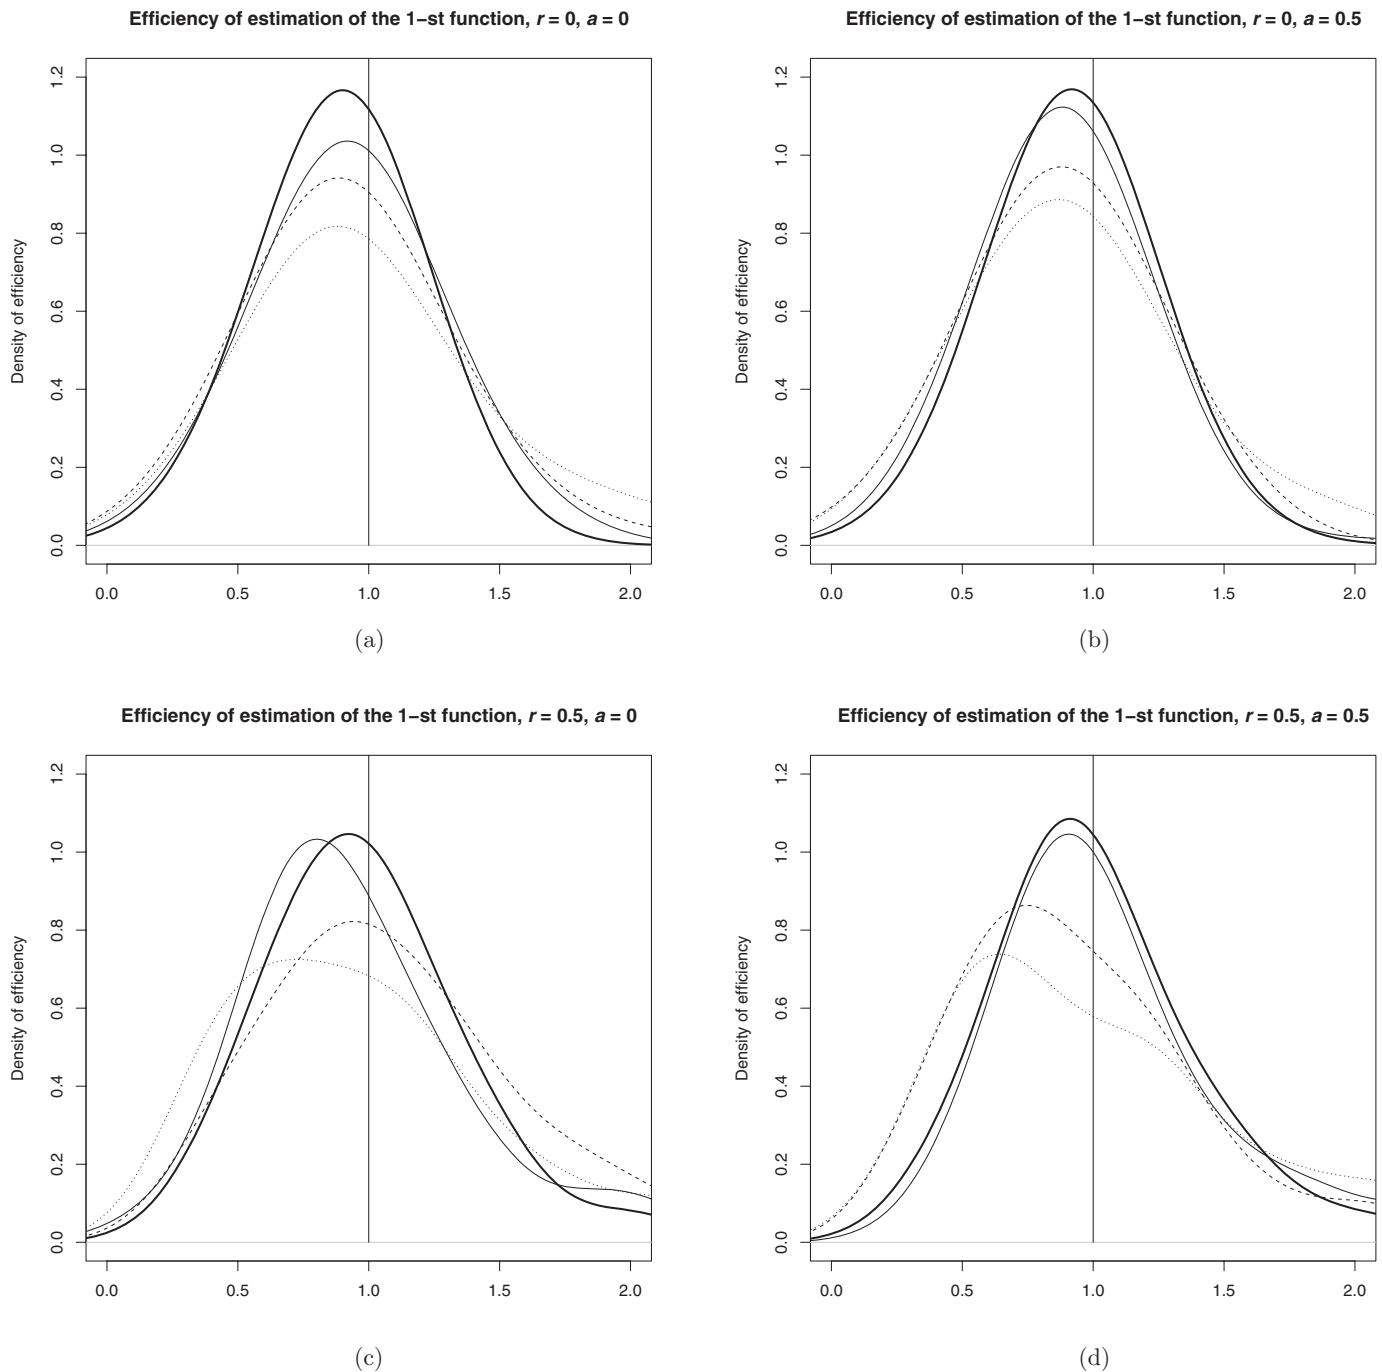 Efficiency of estimation of the 1−st function, r = 0, a = 0
Density of efficiency
1.2
1.0
0.8
0.6
0.4
0.2
0.0
0.0 0.5 1.0 1.5 2.0
(a)
Efficiency of estimation of the 1−st function, r = 0, a = 0.5
Density of efficiency
1.2
1.0
0.8
0.6
0.4
0.2
0.0
0.0 0.5 1.0 1.5 2.0
(b)
Efficiency of estimation of the 1−st function, r = 0.5, a = 0
Density of efficiency
1.2
1.0
0.8
0.6
0.4
0.2
0.0
0.0 0.5 1.0 1.5 2.0
(c)
Efficiency of estimation of the 1−st function, r = 0.5, a = 0.5
Density of efficiency
1.2
1.0
0.8
0.6
0.4
0.2
0.0
0.0 0.5 1.0 1.5 2.0
(d)